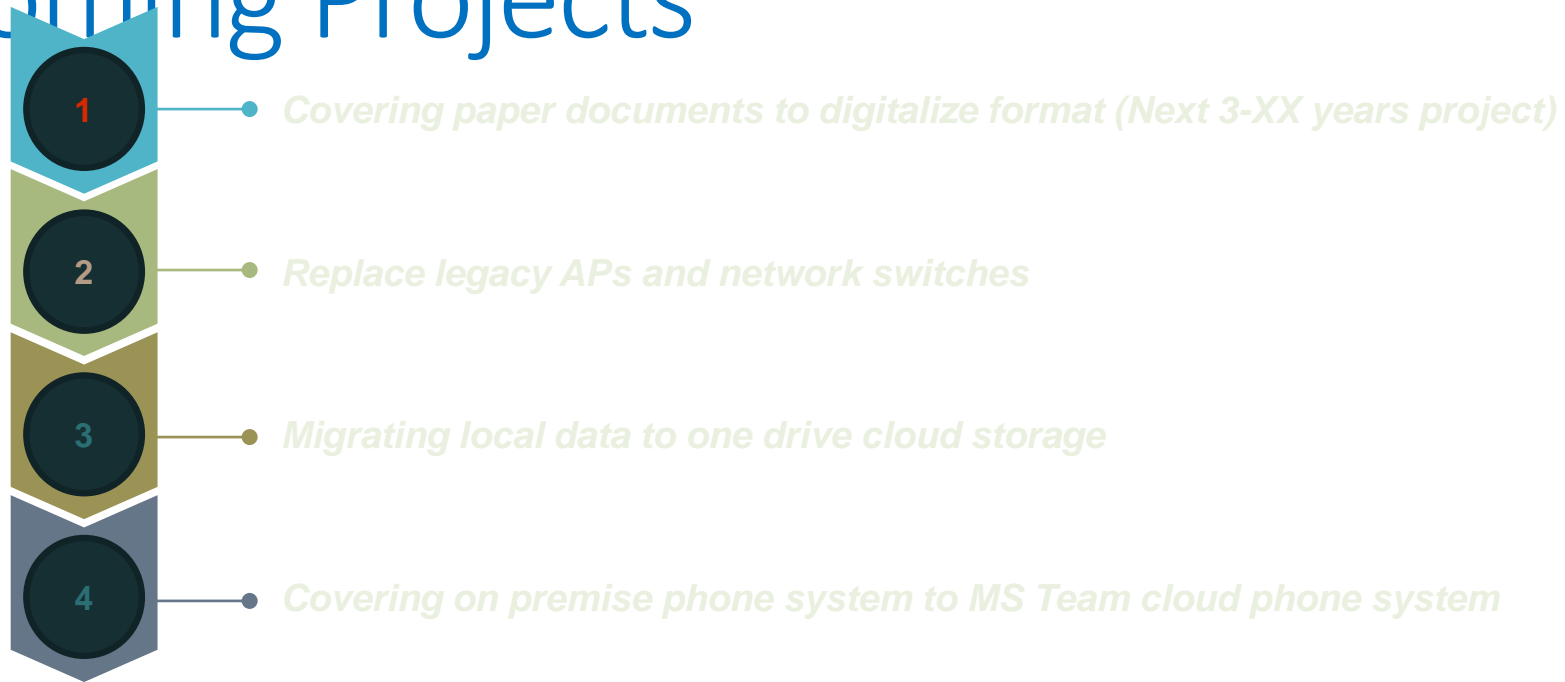 oming Projects
1
Covering paper documents to digitalize format (Next 3-XX years project)
2
Replace legacy APs and network switches
3
Migrating local data to one drive cloud storage
4
Covering on premise phone system to MS Team cloud phone system